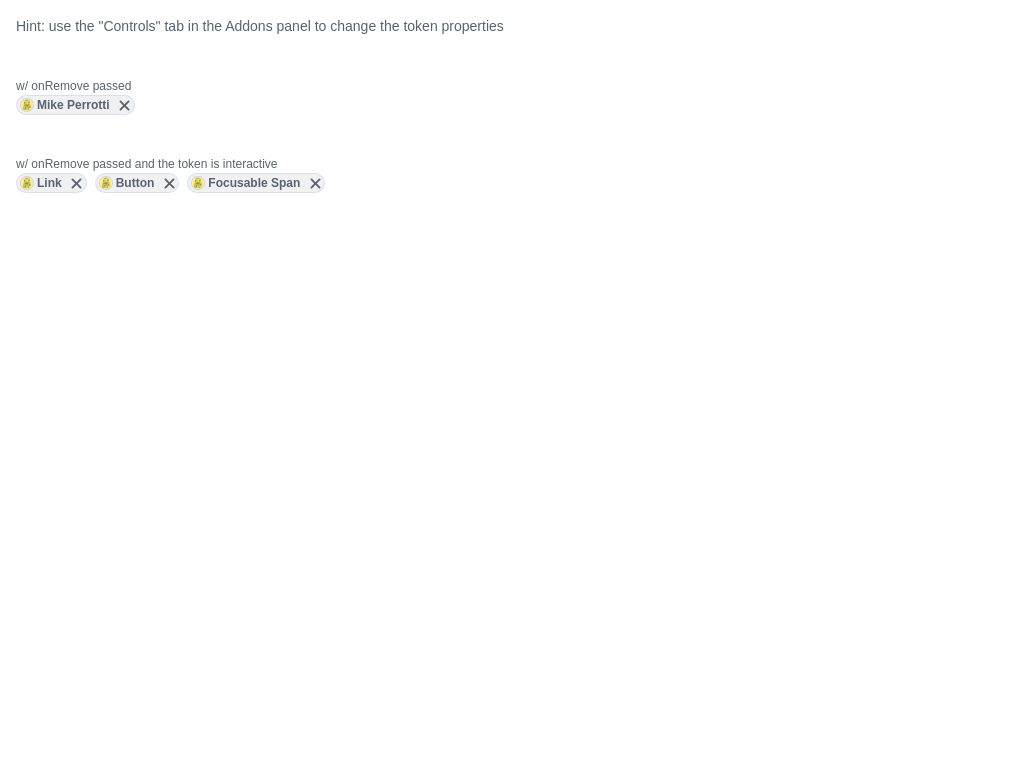 Hint: use the "Controls" tab in the Addons panel to change the token properties
w/ onRemove passed
Mike Perrotti
w/ onRemove passed and the token is interactive
Link Button Focusable Span